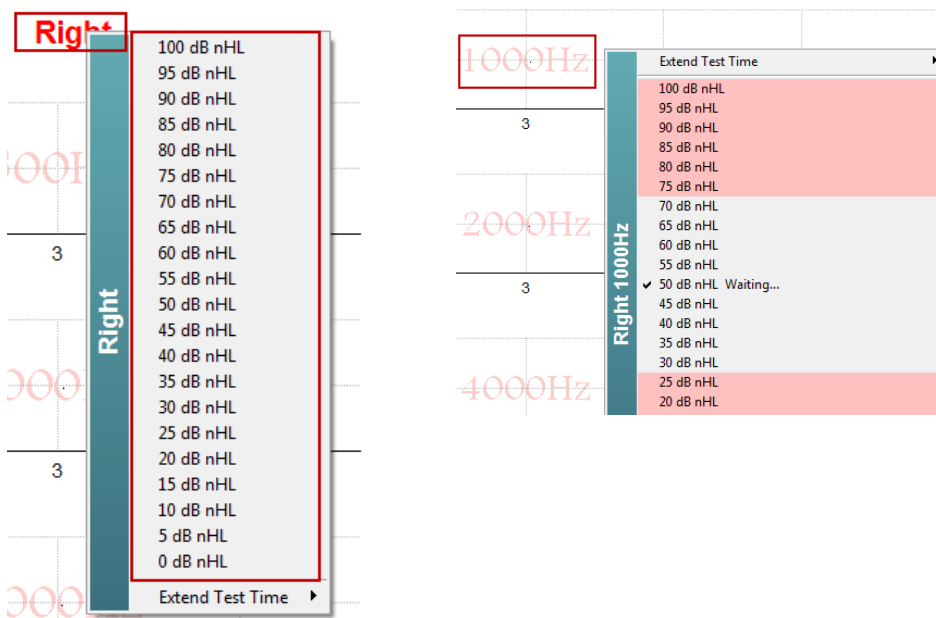 Right
100 dB nHL
95 dB nHL
90 dB nHL
85 dB nHL
80 dB nHL
75 dB nHL
70 dB nHL
65 dB nHL
60 dB nHL
55 dB nHL
50 dB nHL
45 dB nHL
40 dB nHL
35 dB nHL
30 dB nHL
25 dB nHL
20 dB nHL
15 dB nHL
10 dB nHL
5 dB nHL
0 dB nHL
Extend Test Time
Right
3
3
1000Hz
3
2000Hz
3
4000Hz
Right 1000Hz
Extend Test Time
100 dB nHL
95 dB nHL
90 dB nHL
85 dB nHL
80 dB nHL
75 dB nHL
70 dB nHL
65 dB nHL
60 dB nHL
55 dB nHL
50 dB nHL Waiting...
45 dB nHL
40 dB nHL
35 dB nHL
30 dB nHL
25 dB nHL
20 dB nHL